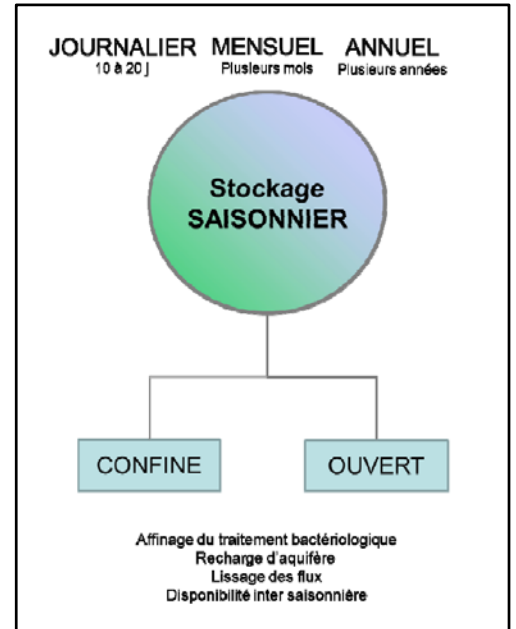 JOURNALIER MENSUEL ANNUEL
10 à 20 j Plusieurs mois Plusieurs années
Stockage
SAISONNIER
CONFINE OUVERT
Affinage du traitement bactériologique
Recharge d'aquifère
Lissage des flux
Disponibilité inter saisonnière